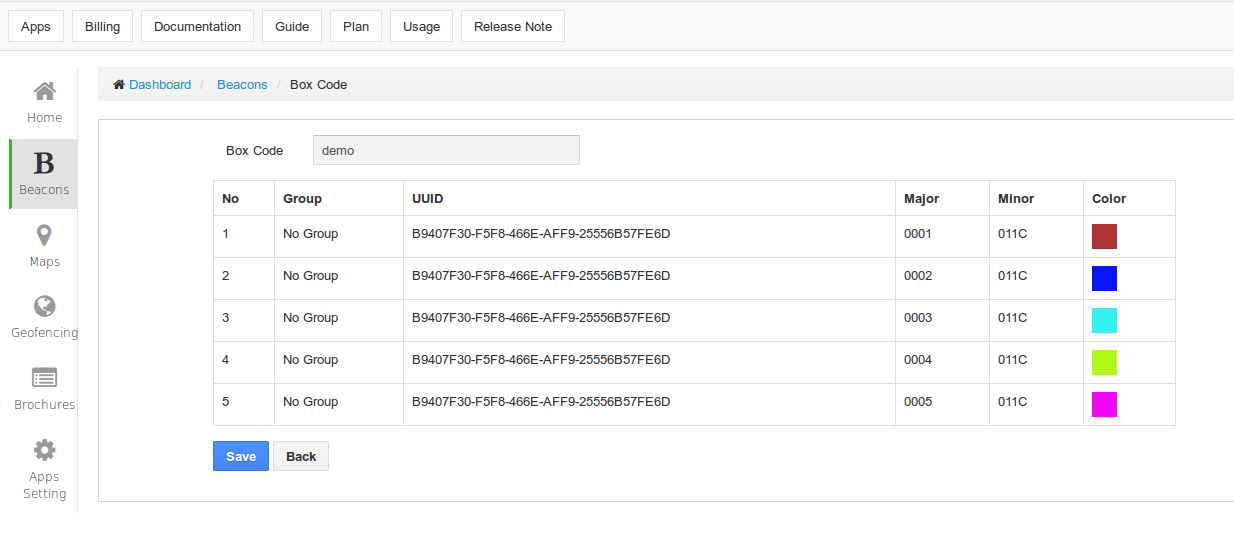 Apps Billing Documentation Guide Plan Usage Release Note
Home
B
Beacons
Maps
Geofencing
Brochures
Apps
Setting
Dashboard / Beacons / Box Code
Box Code demo
No Group UUID Major Minor Color
1 No Group B9407F30-F5F8-466E-AFF9-25556B57FE6D 0001 011C
2 No Group B9407F30-F5F8-466E-AFF9-25556B57FE6D 0002 011C
3 No Group B9407F30-F5F8-466E-AFF9-25556B57FE6D 0003 011C
4 No Group B9407F30-F5F8-466E-AFF9-25556B57FE6D 0004 011C
5 No Group B9407F30-F5F8-466E-AFF9-25556B57FE6D 0005 011C
Save Back